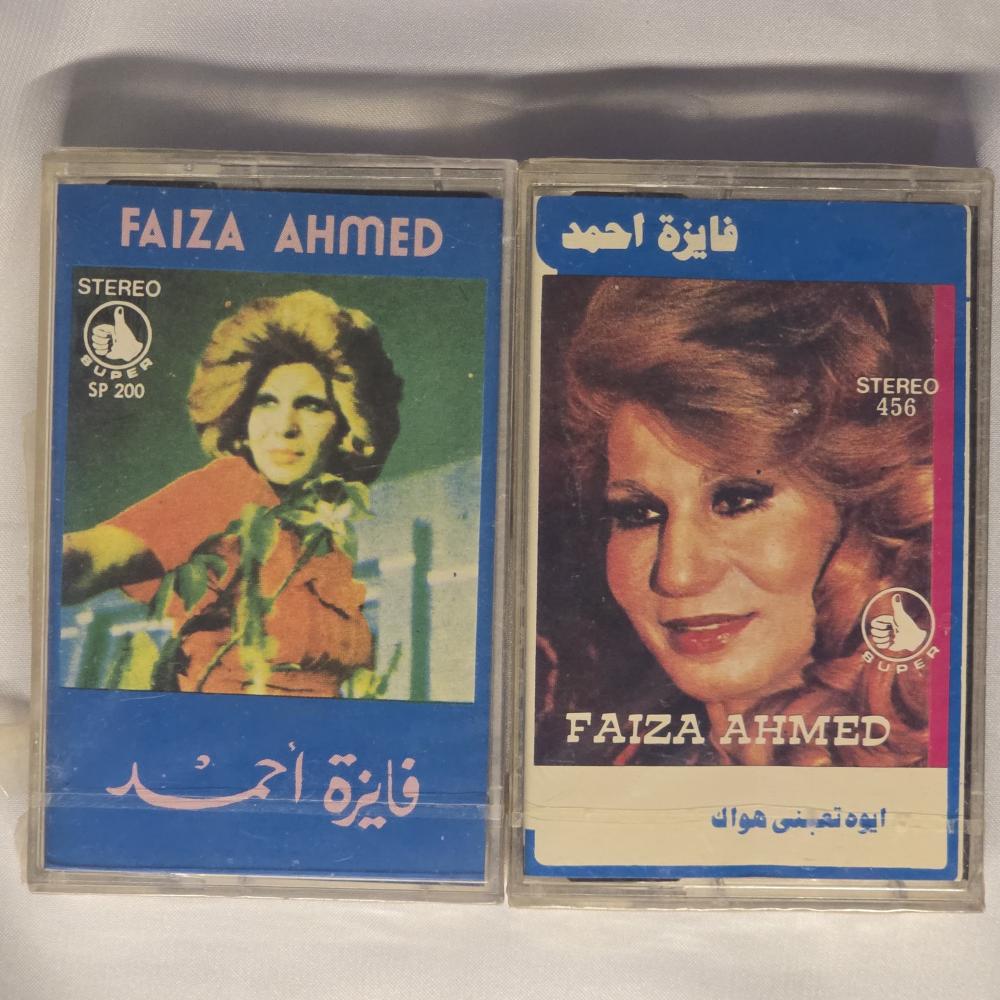 FAIZA AHMED
STEREO
SUPER
SP 200
فايزة أحمد
فايزة احمد
STEREO
456
SUPER
FAIZA AHMED
ايوه تعبنى هواك